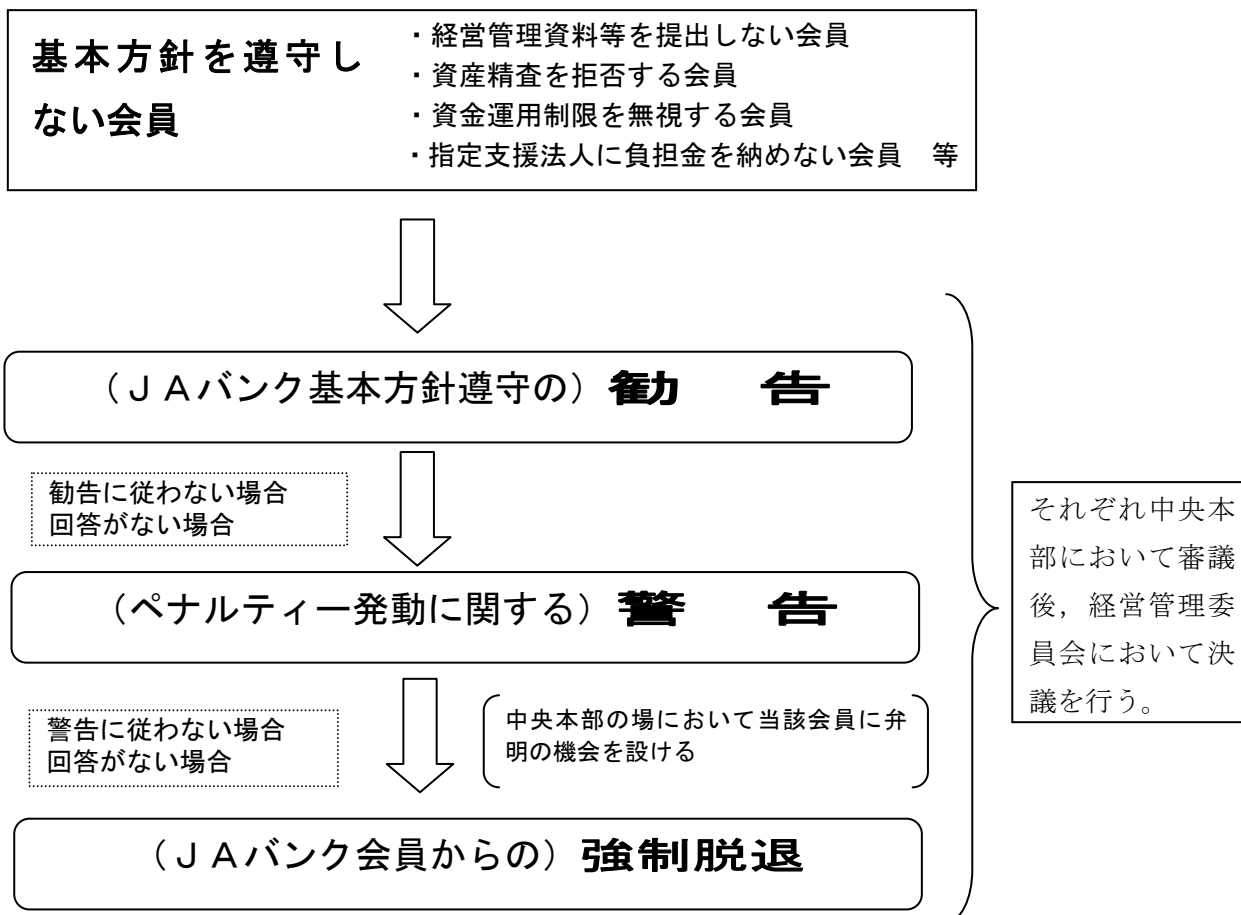 基本方針を遵守し
ない会員
・経営管理資料等を提出しない会員
・資産精査を拒否する会員
・資金運用制限を無視する会員
・指定支援法人に負担金を納めない会員　等
（ＪＡバンク基本方針遵守の）勧　告
勧告に従わない場合
回答がない場合
（ペナルティー発動に関する）警　告
警告に従わない場合
回答がない場合
中央本部の場において当該会員に弁
明の機会を設ける
（ＪＡバンク会員からの）強制脱退
それぞれ中央本
部において審議
後，経営管理委
員会において決
議を行う。